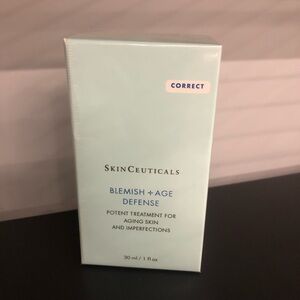 CORRECT
SKINCEUTICALS
BLEMISH + AGE
DEFENSE
POTENT TREATMENT FOR
AGING SKIN
AND IMPERFECTIONS
30 ml / 1 fl oz